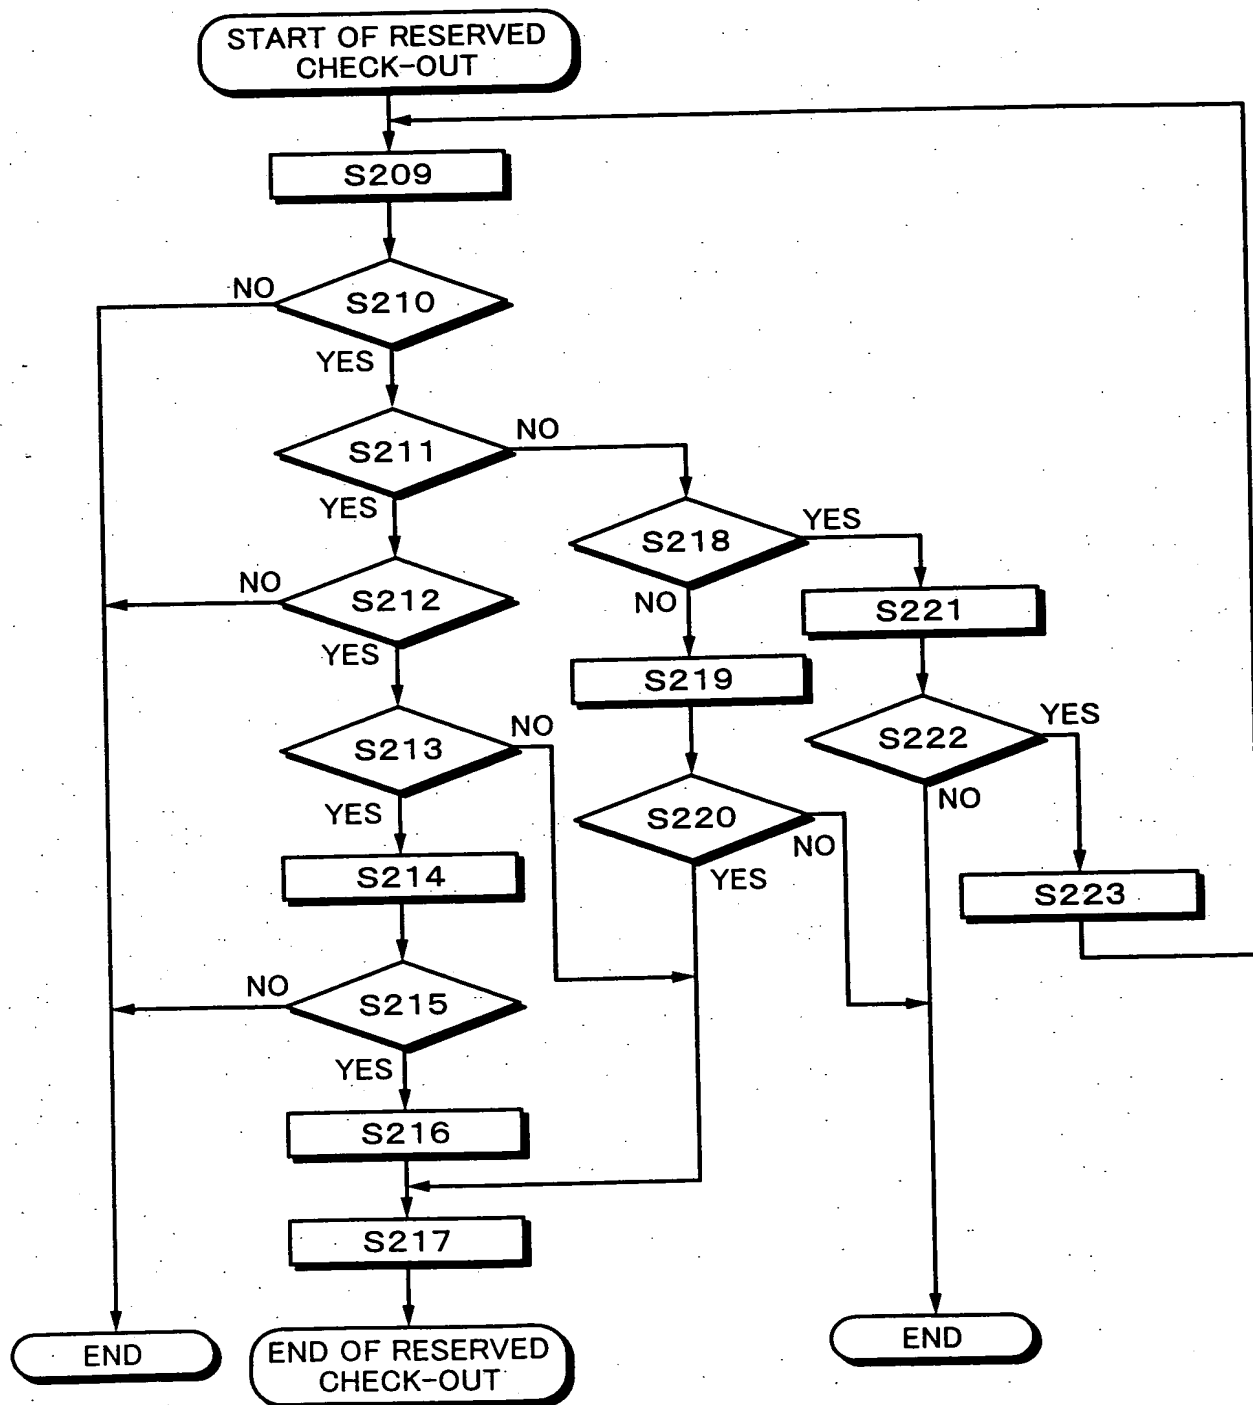 START OF RESERVED
CHECK-OUT
S209
NO
S210
YES
S211
NO
YES
S218
YES
NO
S212
NO
S221
YES
S219
S213
NO
S222
YES
YES
S220
NO
NO
S214
YES
S223
NO
S215
YES
S216
S217
END
END OF RESERVED
CHECK-OUT
END